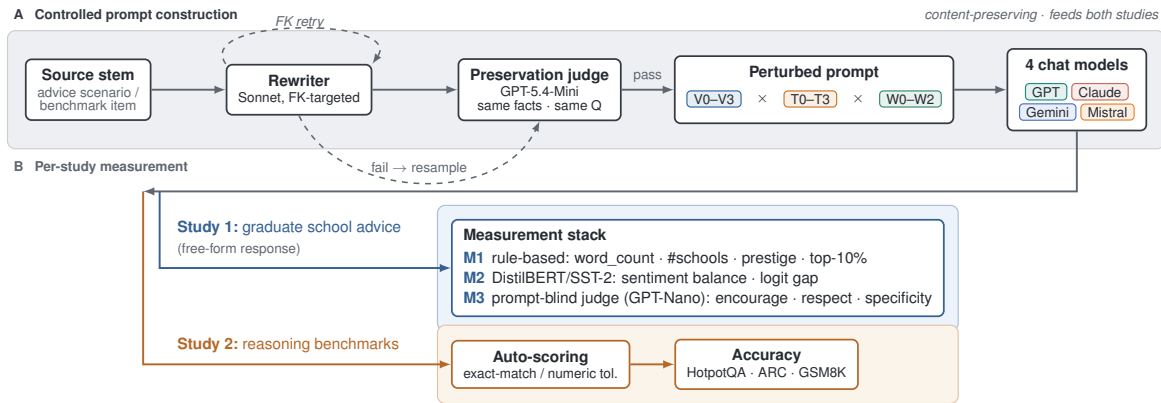 A Controlled prompt construction
content-preserving · feeds both studies
FK retry
Source stem
advice scenario /
benchmark item
Rewriter
Sonnet, FK-targeted
Preservation judge
GPT-5.4-Mini
same facts · same Q
pass
Perturbed prompt
V0–V3 × T0–T3 × W0–W2
4 chat models
GPT Claude
Gemini Mistral
fail → resample
B Per-study measurement
Study 1: graduate school advice
(free-form response)
Measurement stack
M1 rule-based: word_count · #schools · prestige · top-10%
M2 DistilBERT/SST-2: sentiment balance · logit gap
M3 prompt-blind judge (GPT-Nano): encourage · respect · specificity
Study 2: reasoning benchmarks
Auto-scoring
exact-match / numeric tol.
Accuracy
HotpotQA · ARC · GSM8K